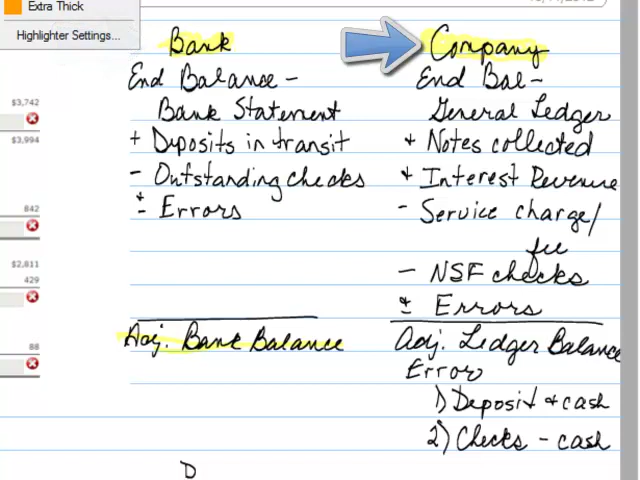 Extra Thick
Highlighter Settings...
$3,742
$3,994
842
$2,811
429
88
Bank
End Balance -
Bank Statement
+ Deposits in transit
- Outstanding checks
± Errors
Adj. Bank Balance
D
Company
End Bal -
General Ledger
+ Notes collected
+ Interest Revenue
- Service charge/
fee
- NSF checks
± Errors
Adj. Ledger Balance
Error
1) Deposit + cash
2) Checks - cash